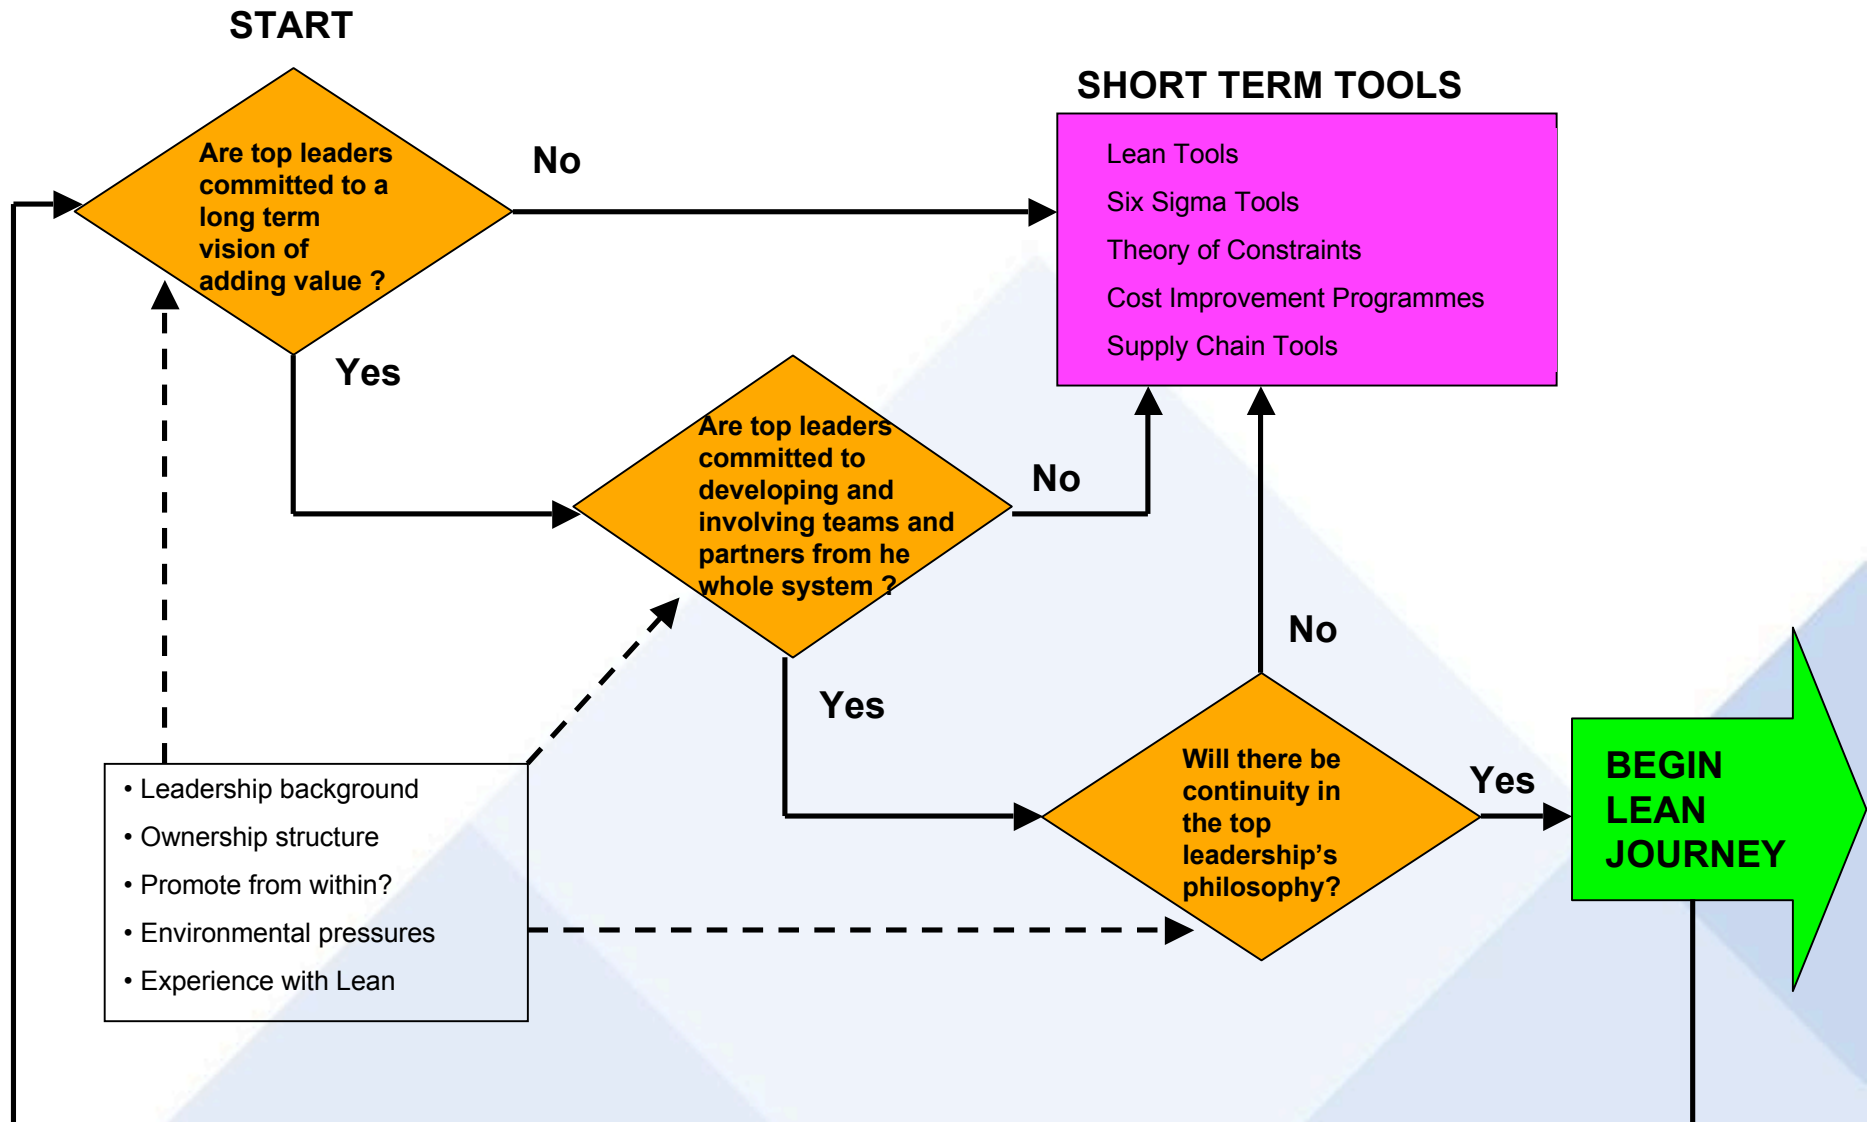 START
Are top leaders
committed to a
long term
vision of
adding value ?
No
Yes
SHORT TERM TOOLS
Lean Tools
Six Sigma Tools
Theory of Constraints
Cost Improvement Programmes
Supply Chain Tools
Are top leaders
committed to
developing and
involving teams and
partners from he
whole system ?
No
Yes
Will there be
continuity in
the top
leadership’s
philosophy?
No
Yes
BEGIN
LEAN
JOURNEY
• Leadership background
• Ownership structure
• Promote from within?
• Environmental pressures
• Experience with Lean